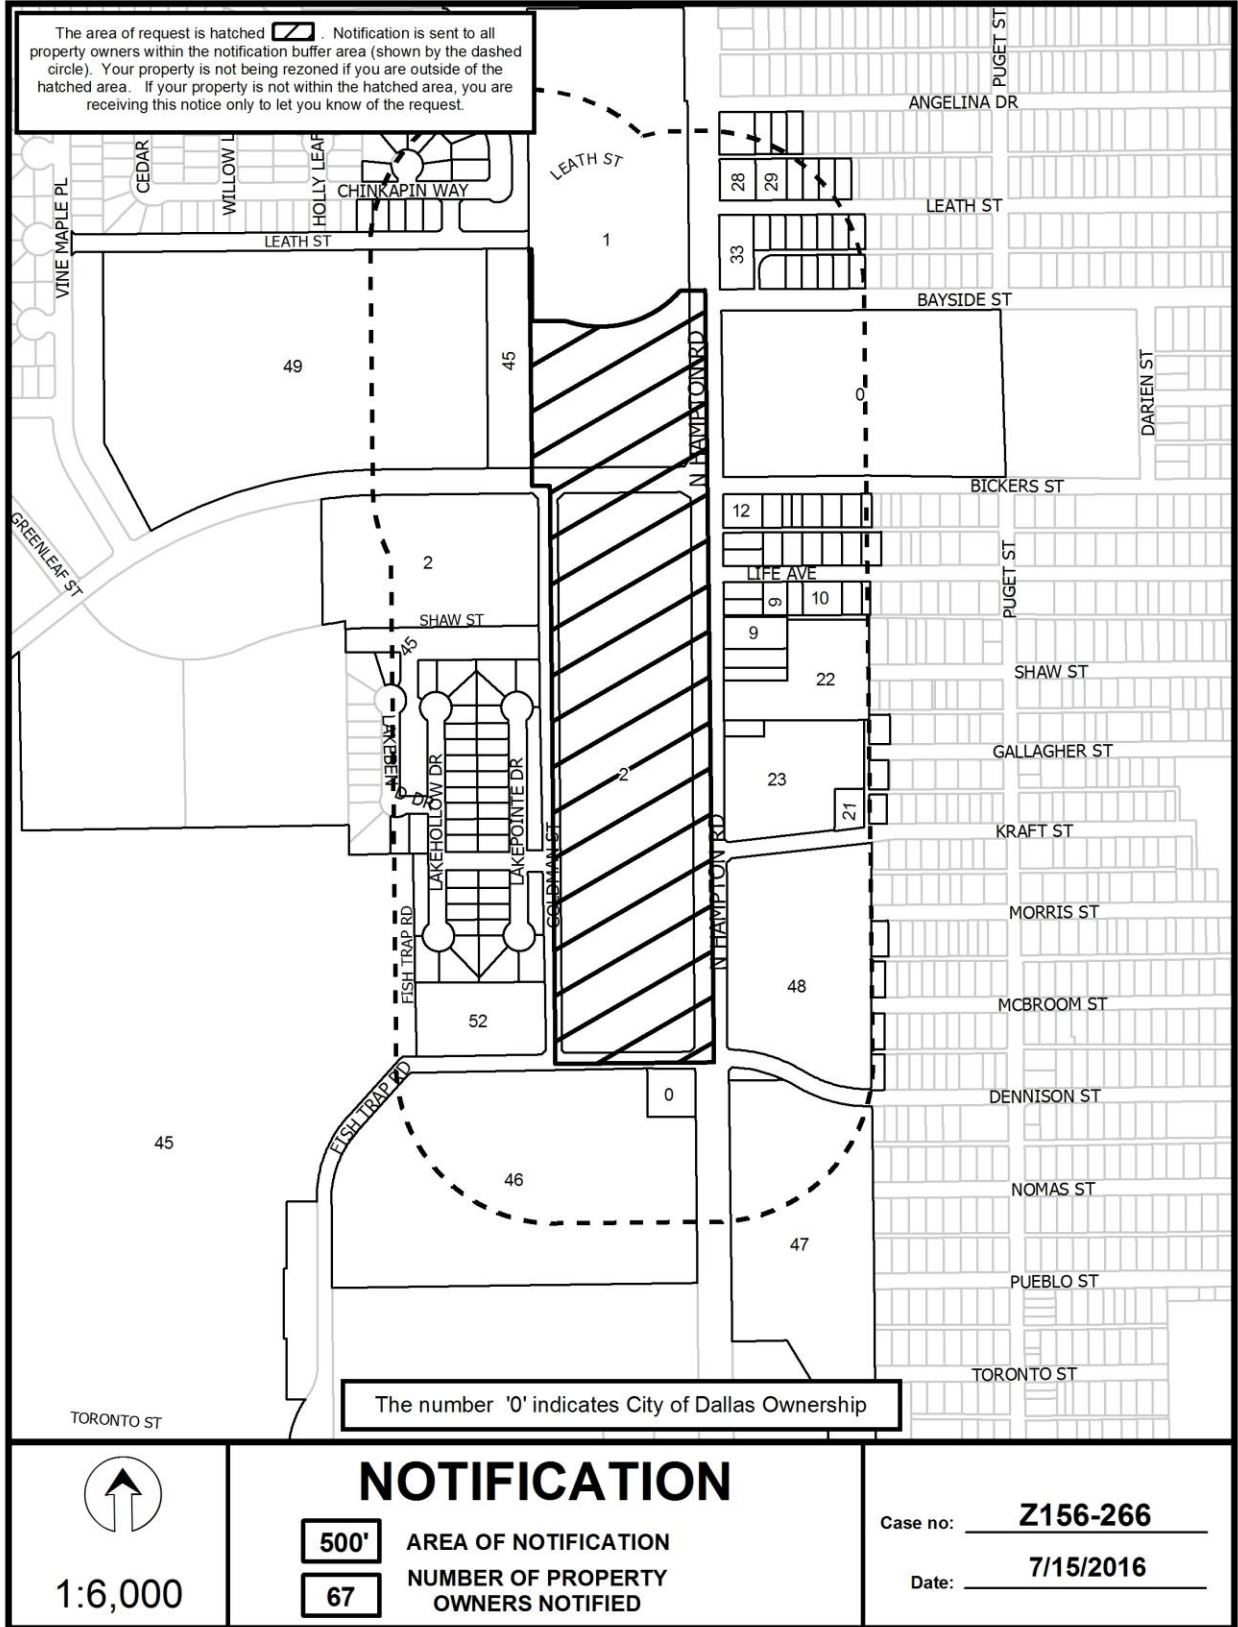 The area of request is hatched . Notification is sent to all
property owners within the notification buffer area (shown by the dashed
circle). Your property is not being rezoned if you are outside of the
hatched area. If your property is not within the hatched area, you are
receiving this notice only to let you know of the request.
PUGET ST
ANGELINA DR
CEDAR
WILLOW L
HOLLY LEAF
LEATH ST
28
29
CHINKAPIN WAY
VINE MAPLE PL
LEATH ST
LEATH ST
1
33
BAYSIDE ST
49
45
N HAMPTON RD
0
DARIEN ST
BICKERS ST
12
GREENLEAF ST
2
LIFE AVE
PUGET ST
9
10
SHAW ST
45
9
22
SHAW ST
LAKEBEN
D DR
LAKEHOLLOW DR
LAKEPOINTE DR
GOLDMAN ST
2
23
21
GALLAGHER ST
KRAFT ST
N HAMPTON RD
MORRIS ST
FISH TRAP RD
48
MCBROOM ST
52
FISH TRAP RD
0
DENNISON ST
45
46
NOMAS ST
47
PUEBLO ST
TORONTO ST
The number '0' indicates City of Dallas Ownership
TORONTO ST
1:6,000
NOTIFICATION
500' AREA OF NOTIFICATION
67 NUMBER OF PROPERTY
OWNERS NOTIFIED
Case no: Z156-266
Date: 7/15/2016